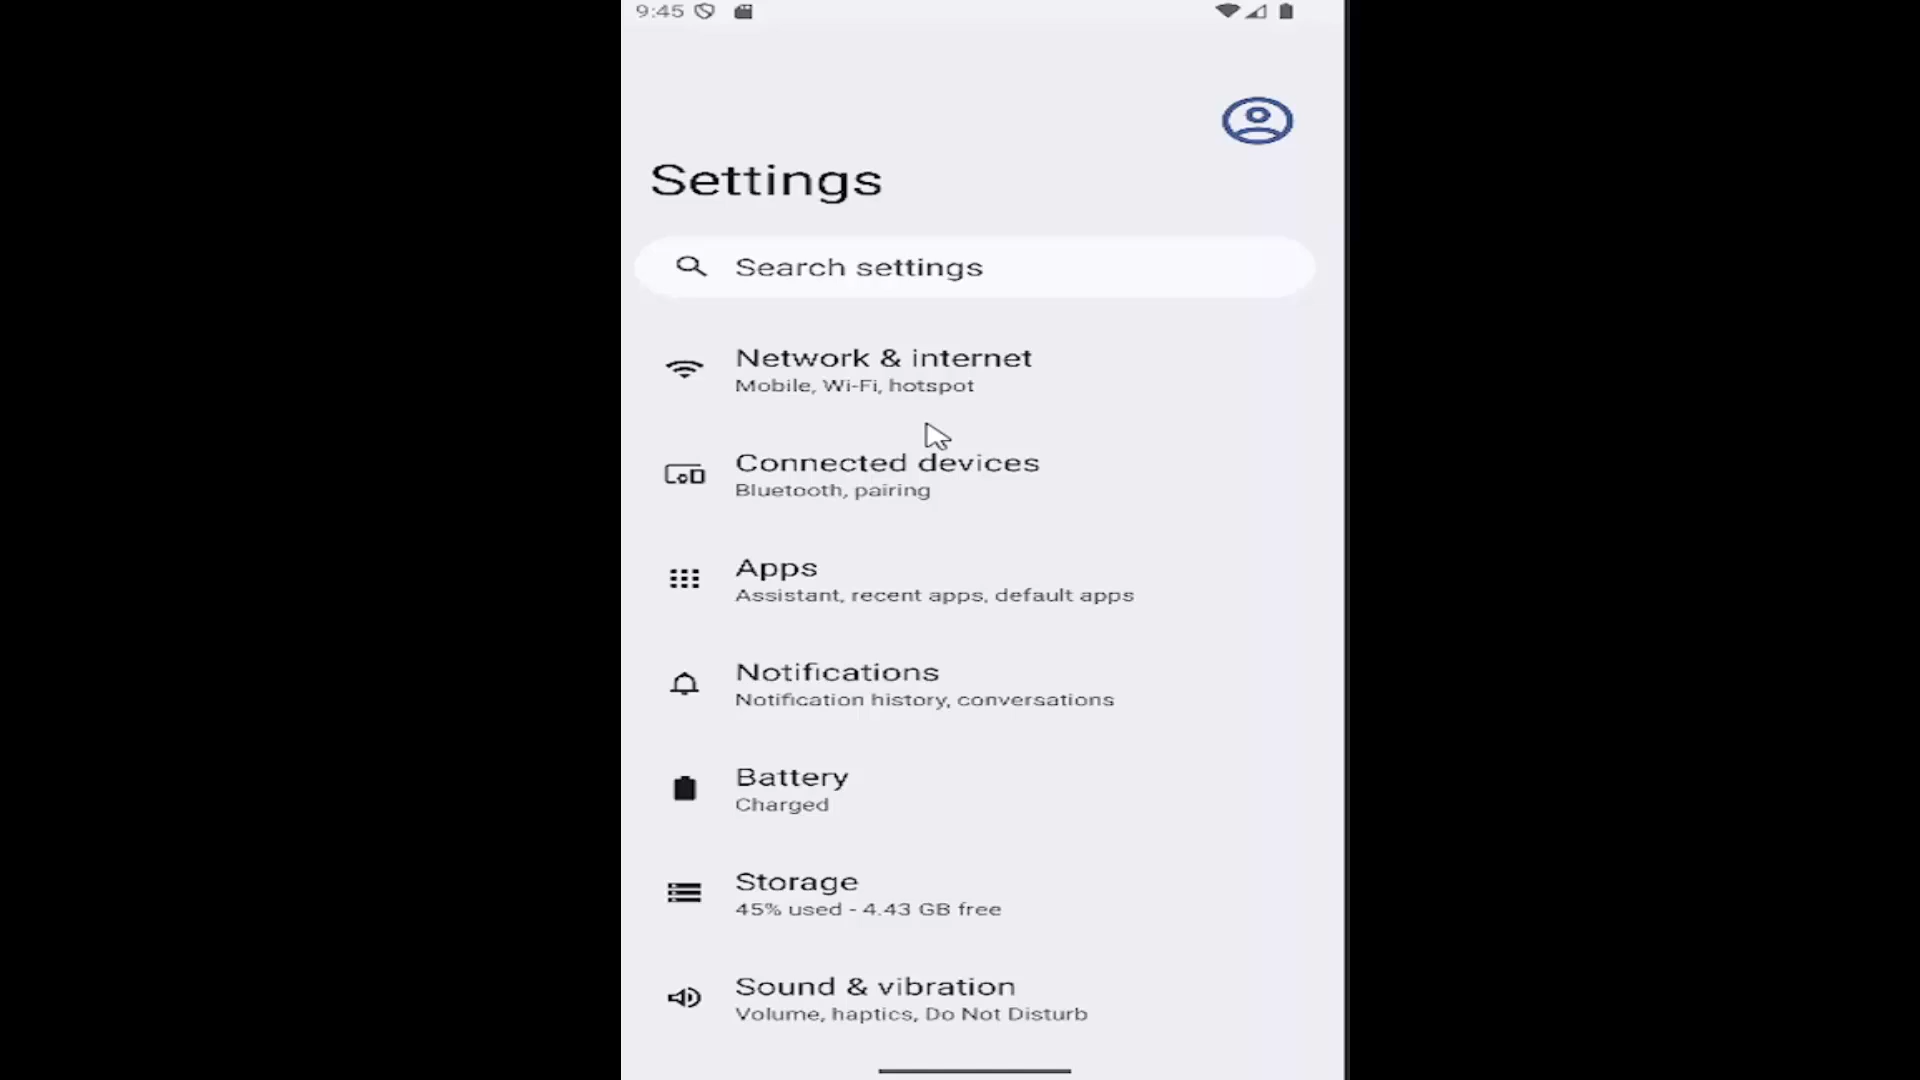 9:45
Settings
Search settings
Network & internet
Mobile, Wi-Fi, hotspot
Connected devices
Bluetooth, pairing
Apps
Assistant, recent apps, default apps
Notifications
Notification history, conversations
Battery
Charged
Storage
45% used - 4.43 GB free
Sound & vibration
Volume, haptics, Do Not Disturb